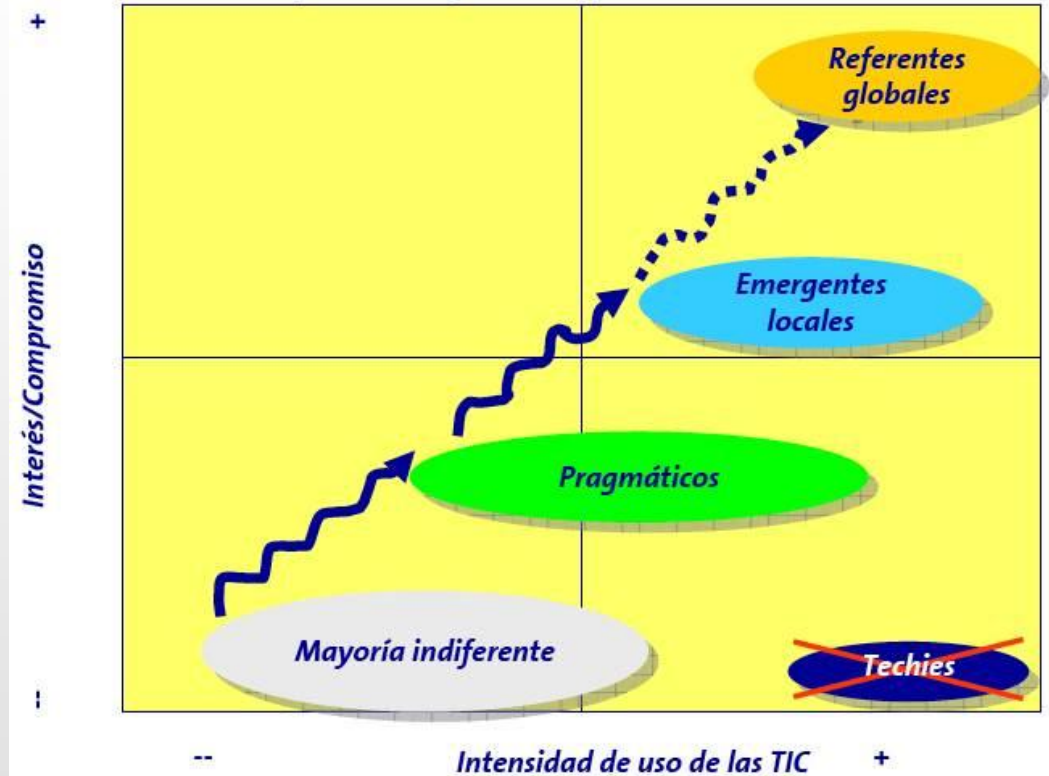 +
Referentes
globales
Emergentes
locales
Interés/Compromiso
Pragmáticos
Mayoría indiferente
Techies
--
--
Intensidad de uso de las TIC
+